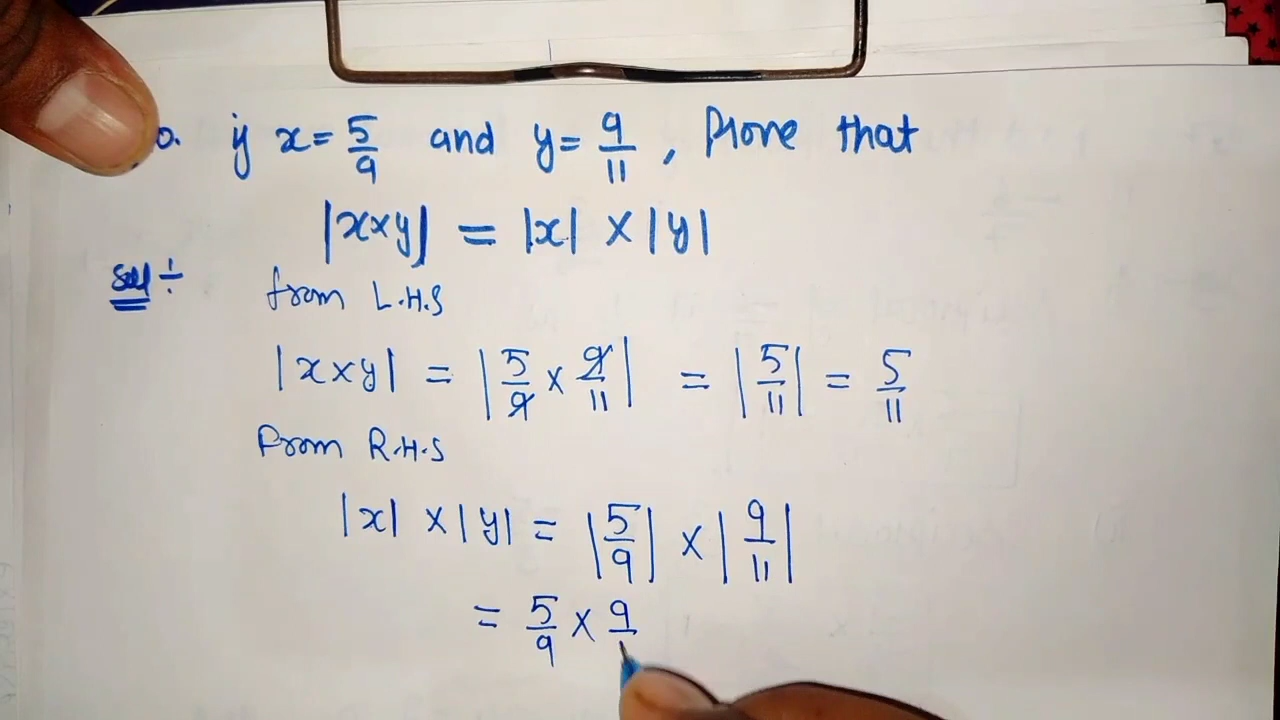 0. if x = 5/9 and y = 9/11, Prove that
|x×y| = |x| × |y|
Sol ÷
from L.H.S
|x×y| = |5/9 × 9/11| = |5/11| = 5/11
From R.H.S
|x| × |y| = |5/9| × |9/11|
= 5/9 × 9/